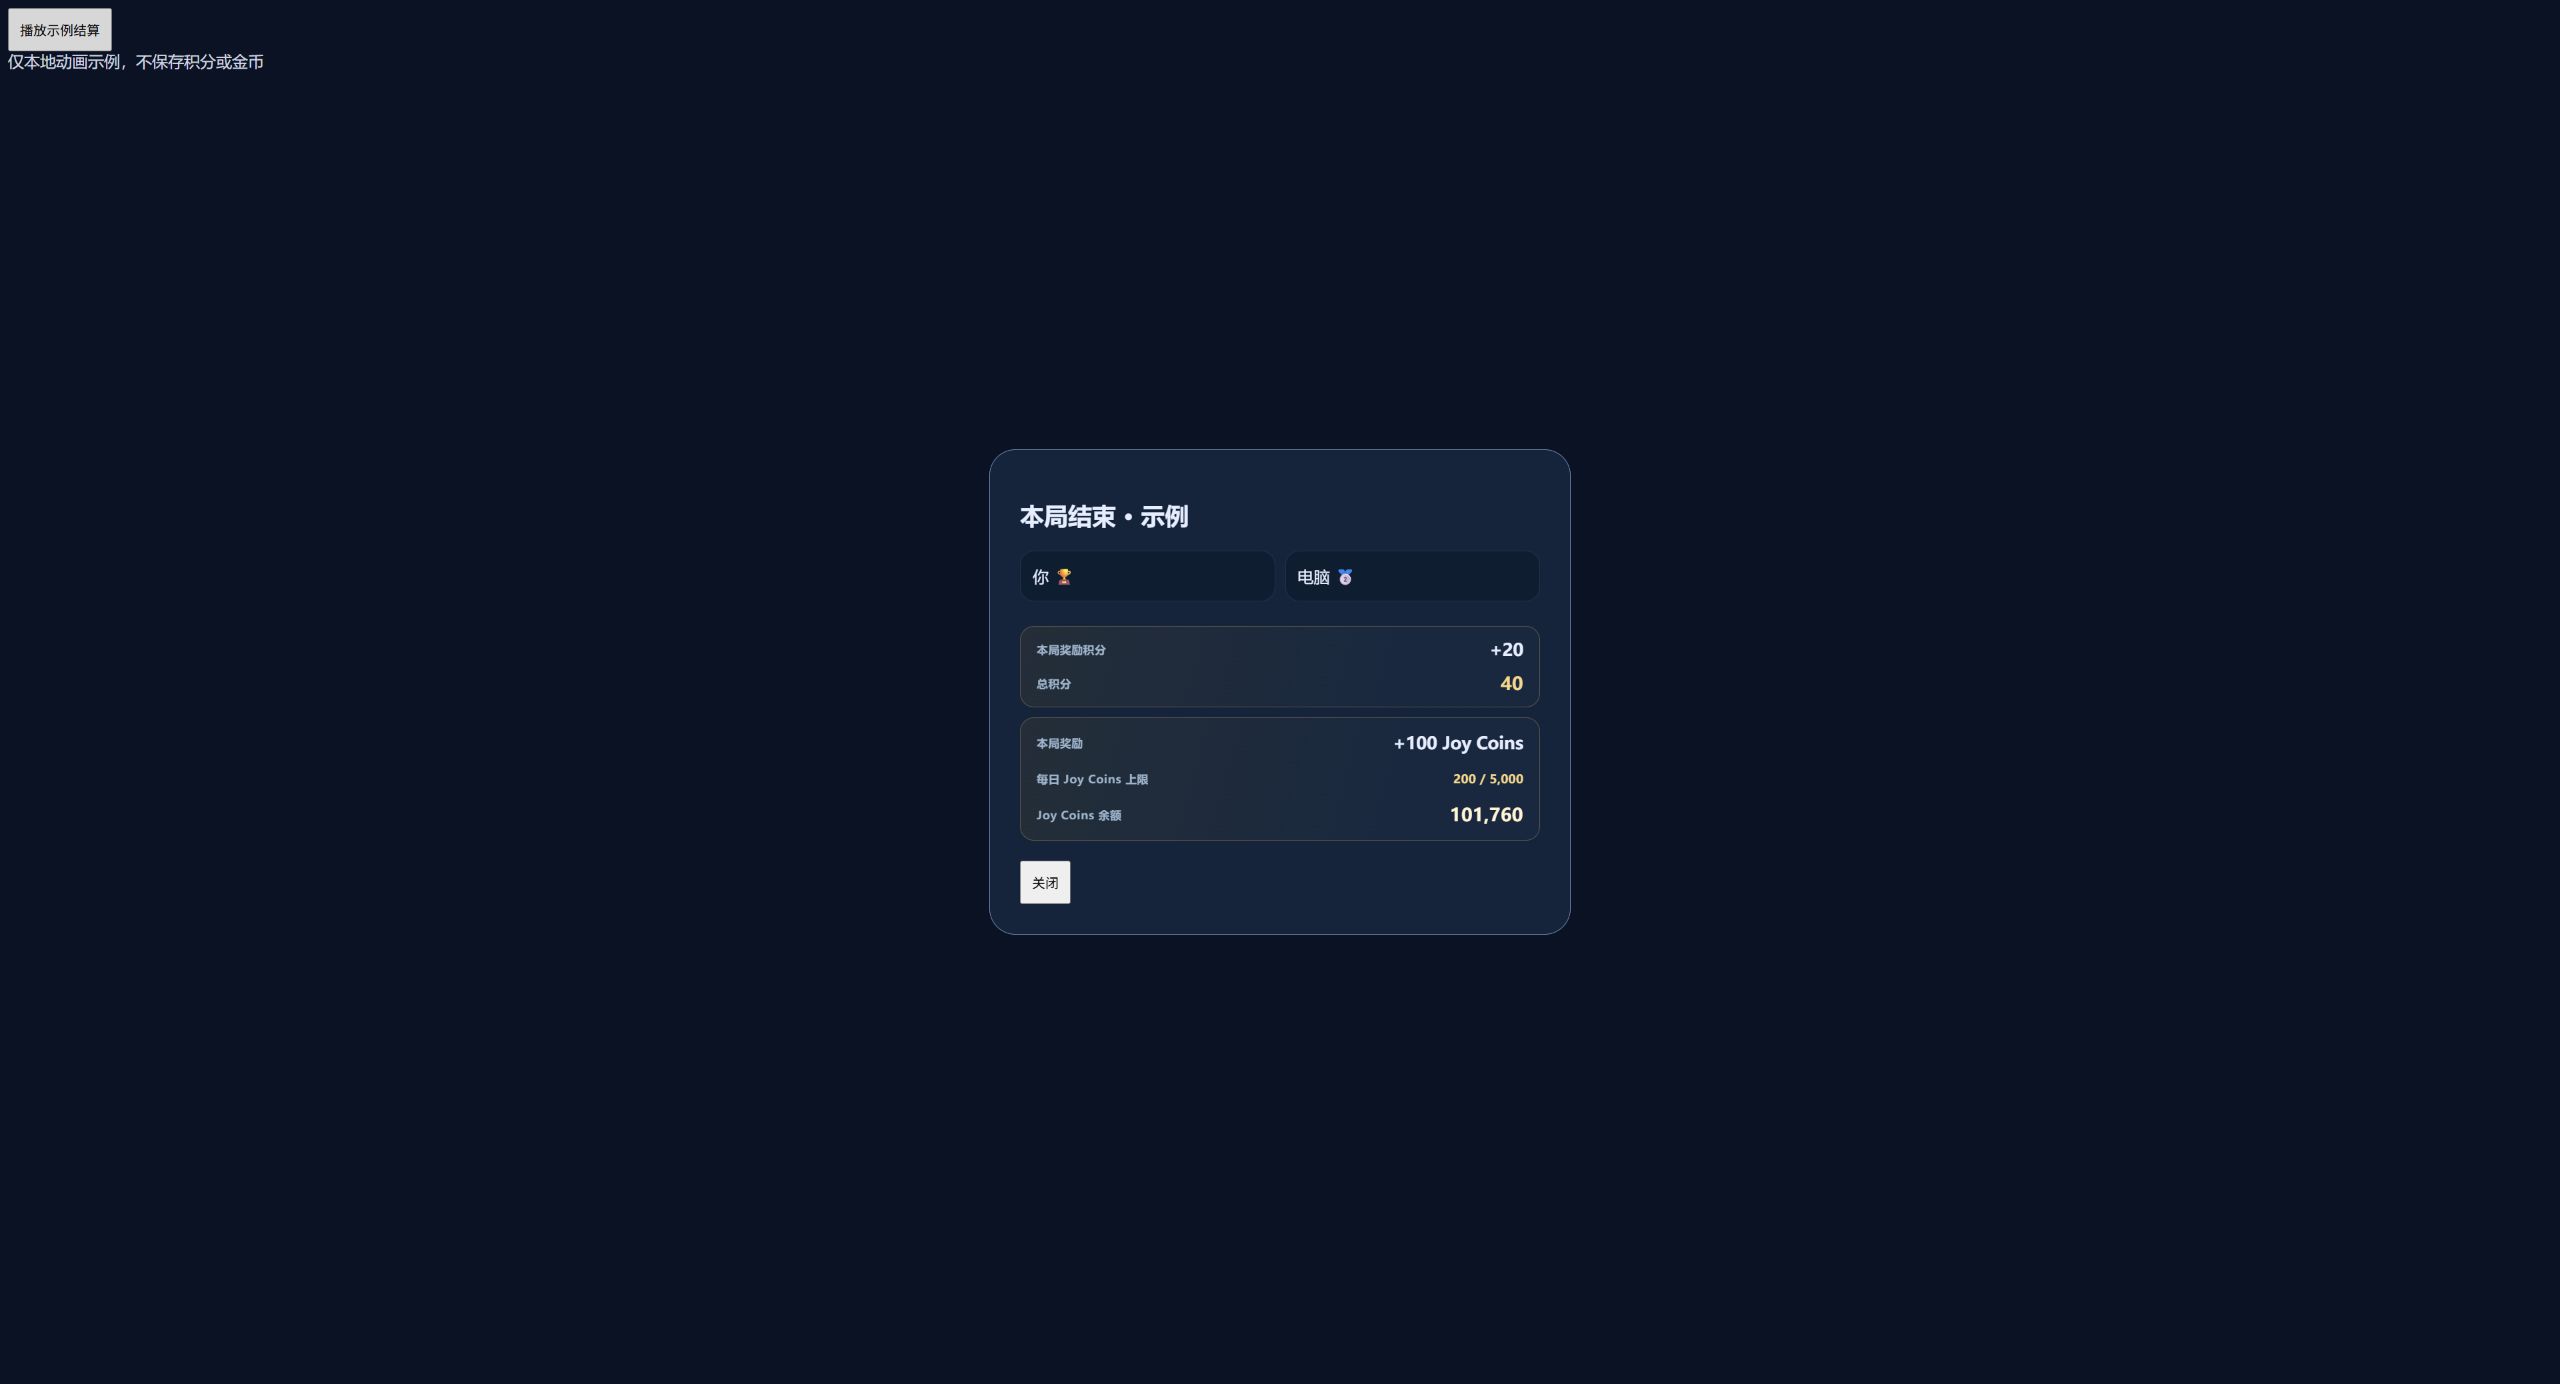 播放示例结算
仅本地动画示例，不保存积分或金币
本局结束 · 示例
你 🏆
电脑 🥈
本局奖励积分 +20
总积分 40
本局奖励 +100 Joy Coins
每日 Joy Coins 上限 200 / 5,000
Joy Coins 余额 101,760
关闭